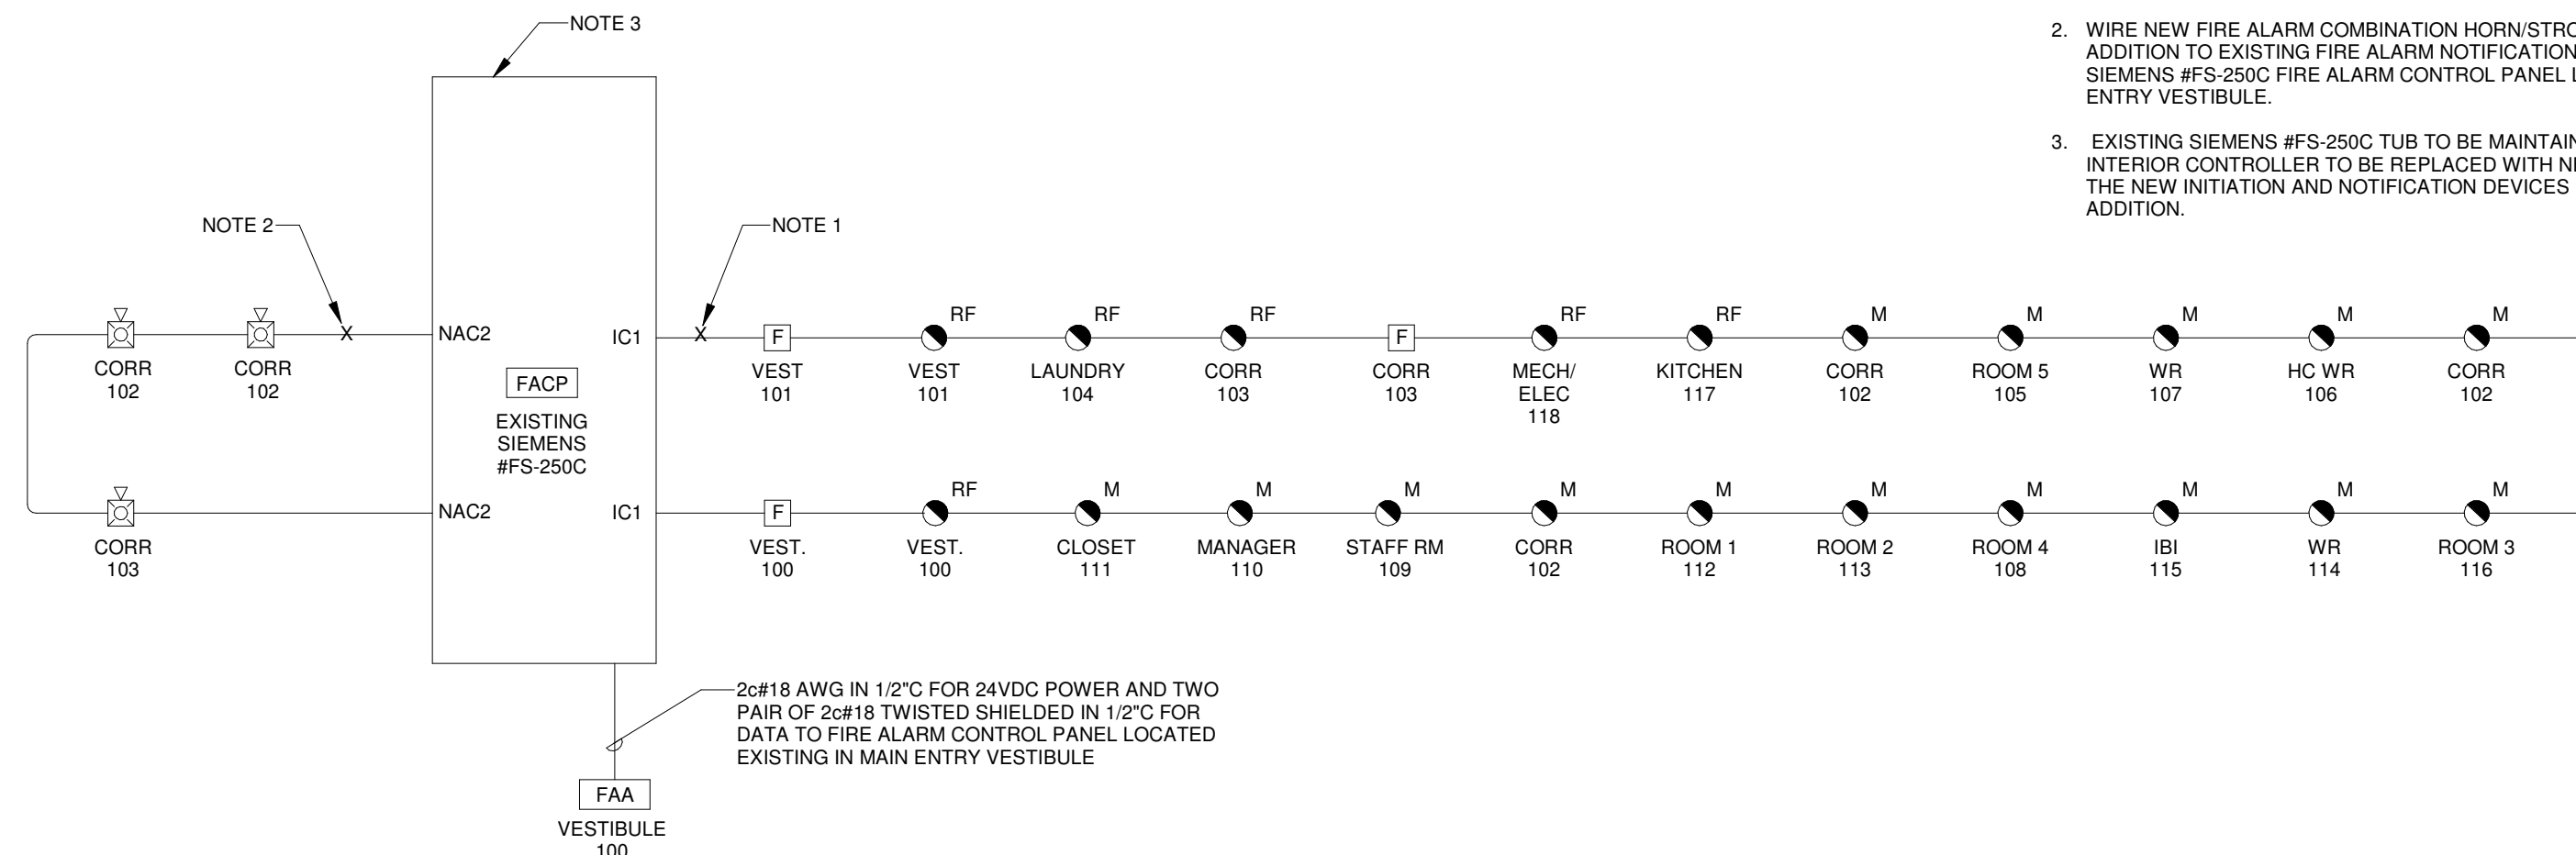 NOTE 3
2. WIRE NEW FIRE ALARM COMBINATION HORN/STRO
ADDITION TO EXISTING FIRE ALARM NOTIFICATION
SIEMENS #FS-250C FIRE ALARM CONTROL PANEL
ENTRY VESTIBULE.
3. EXISTING SIEMENS #FS-250C TUB TO BE MAINTAIN
INTERIOR CONTROLLER TO BE REPLACED WITH
THE NEW INITIATION AND NOTIFICATION DEVICES
ADDITION.
NOTE 2
NOTE 1
RF RF RF RF RF M M M M M
X NAC2 IC1 X F F
CORR CORR VEST VEST LAUNDRY CORR CORR MECH/ KITCHEN CORR ROOM 5 WR HC WR CORR
102 102 101 101 104 103 103 ELEC 117 102 105 107 106 102
118
FACP
EXISTING
SIEMENS
#FS-250C
RF M M M M M M M M M M
NAC2 IC1 F
CORR VEST. VEST. CLOSET MANAGER STAFF RM CORR ROOM 1 ROOM 2 ROOM 4 IBI WR ROOM 3
103 100 100 111 110 109 102 112 113 108 115 114 116
2c#18 AWG IN 1/2"C FOR 24VDC POWER AND TWO
PAIR OF 2c#18 TWISTED SHIELDED IN 1/2"C FOR
DATA TO FIRE ALARM CONTROL PANEL LOCATED
EXISTING IN MAIN ENTRY VESTIBULE
FAA
VESTIBULE
100